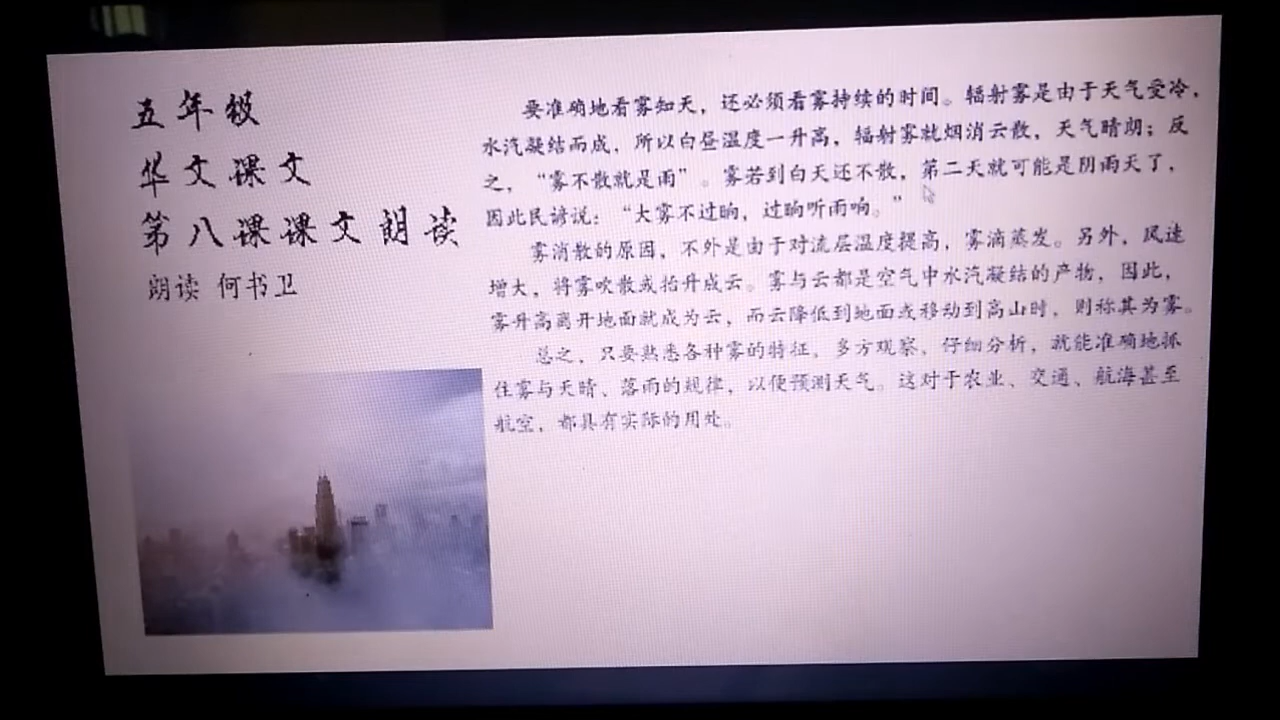 五年级
华文课文
第八课课文朗读
朗读 何书卫
要准确地看雾知天，还必须看雾持续的时间。辐射雾是由于天气受冷，
水汽凝结而成，所以白昼温度一升高，辐射雾就烟消云散，天气晴朗；反
之，“雾不散就是雨”。雾若到白天还不散，第二天就可能是阴雨天了，
因此民谚说：“大雾不过晌，过晌听雨响。”
雾消散的原因，不外是由于对流层温度提高，雾滴蒸发。另外，风速
增大，将雾吹散或抬升成云。雾与云都是空气中水汽凝结的产物，因此，
雾升高离开地面就成为云，而云降低到地面或移动到高山时，则称其为雾。
总之，只要熟悉各种雾的特征，多方观察，仔细分析，就能准确地抓
住雾与天晴、落雨的规律，以便预测天气。这对于农业、交通、航海甚至
航空，都具有实际的用处。